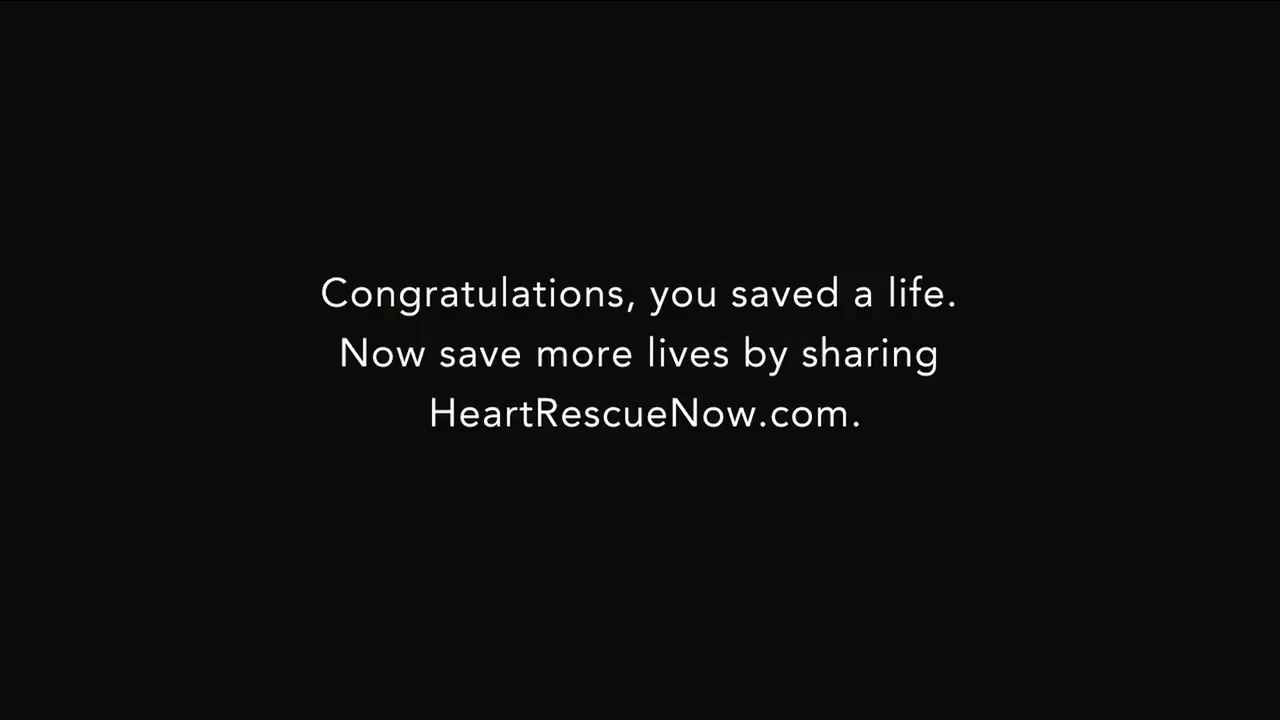 Congratulations, you saved a life.
Now save more lives by sharing
HeartRescueNow.com.